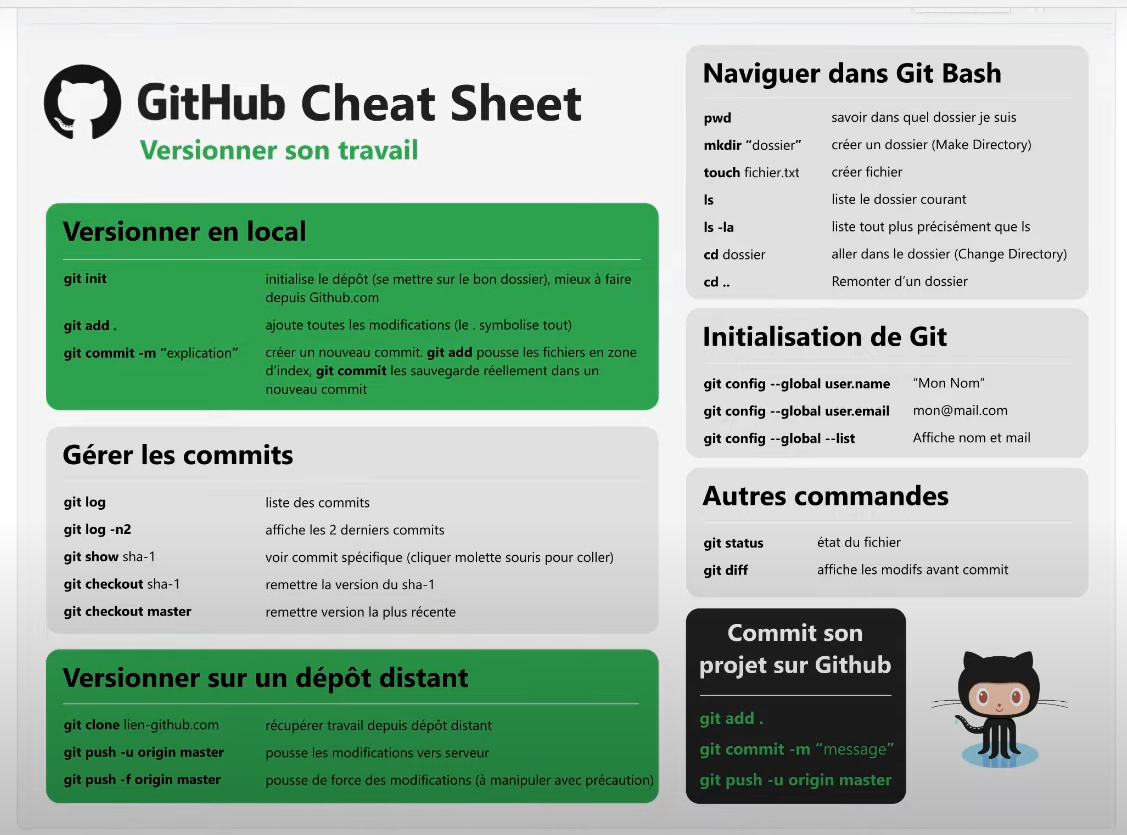 GitHub Cheat Sheet
Versionner son travail
Versionner en local
git init initialise le dépôt (se mettre sur le bon dossier), mieux à faire
depuis Github.com
git add . ajoute toutes les modifications (le . symbolise tout)
git commit -m “explication” créer un nouveau commit. git add pousse les fichiers en zone
d’index, git commit les sauvegarde réellement dans un
nouveau commit
Gérer les commits
git log liste des commits
git log -n2 affiche les 2 derniers commits
git show sha-1 voir commit spécifique (cliquer molette souris pour coller)
git checkout sha-1 remettre la version du sha-1
git checkout master remettre version la plus récente
Versionner sur un dépôt distant
git clone lien-github.com récupérer travail depuis dépôt distant
git push -u origin master pousse les modifications vers serveur
git push -f origin master pousse de force des modifications (à manipuler avec précaution)
Naviguer dans Git Bash
pwd savoir dans quel dossier je suis
mkdir “dossier” créer un dossier (Make Directory)
touch fichier.txt créer fichier
ls liste le dossier courant
ls -la liste tout plus précisément que ls
cd dossier aller dans le dossier (Change Directory)
cd .. Remonter d’un dossier
Initialisation de Git
git config --global user.name “Mon Nom”
git config --global user.email mon@mail.com
git config --global --list Affiche nom et mail
Autres commandes
git status état du fichier
git diff affiche les modifs avant commit
Commit son
projet sur Github
git add .
git commit -m “message”
git push -u origin master